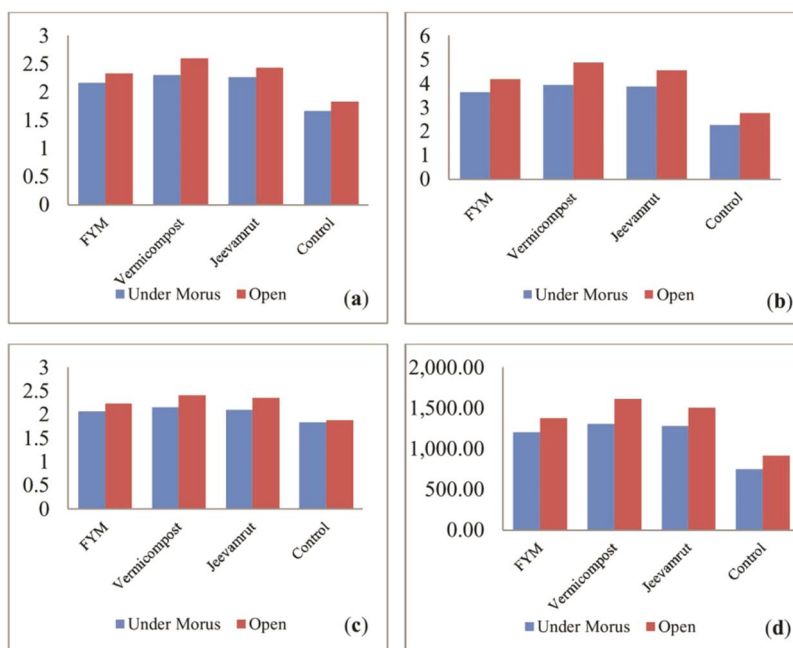 3
2.5
2
1.5
1
0.5
0
FYM
Vermicompost
Jeevamrut
Control
Under Morus Open
(a)
6
5
4
3
2
1
0
FYM
Vermicompost
Jeevamrut
Control
Under Morus Open
(b)
3
2.5
2
1.5
1
0.5
0
FYM
Vermicompost
Jeevamrut
Control
Under Morus Open
(c)
2,000.00
1,500.00
1,000.00
500.00
0.00
FYM
Vermicompost
Jeevamrut
Control
Under Morus Open
(d)